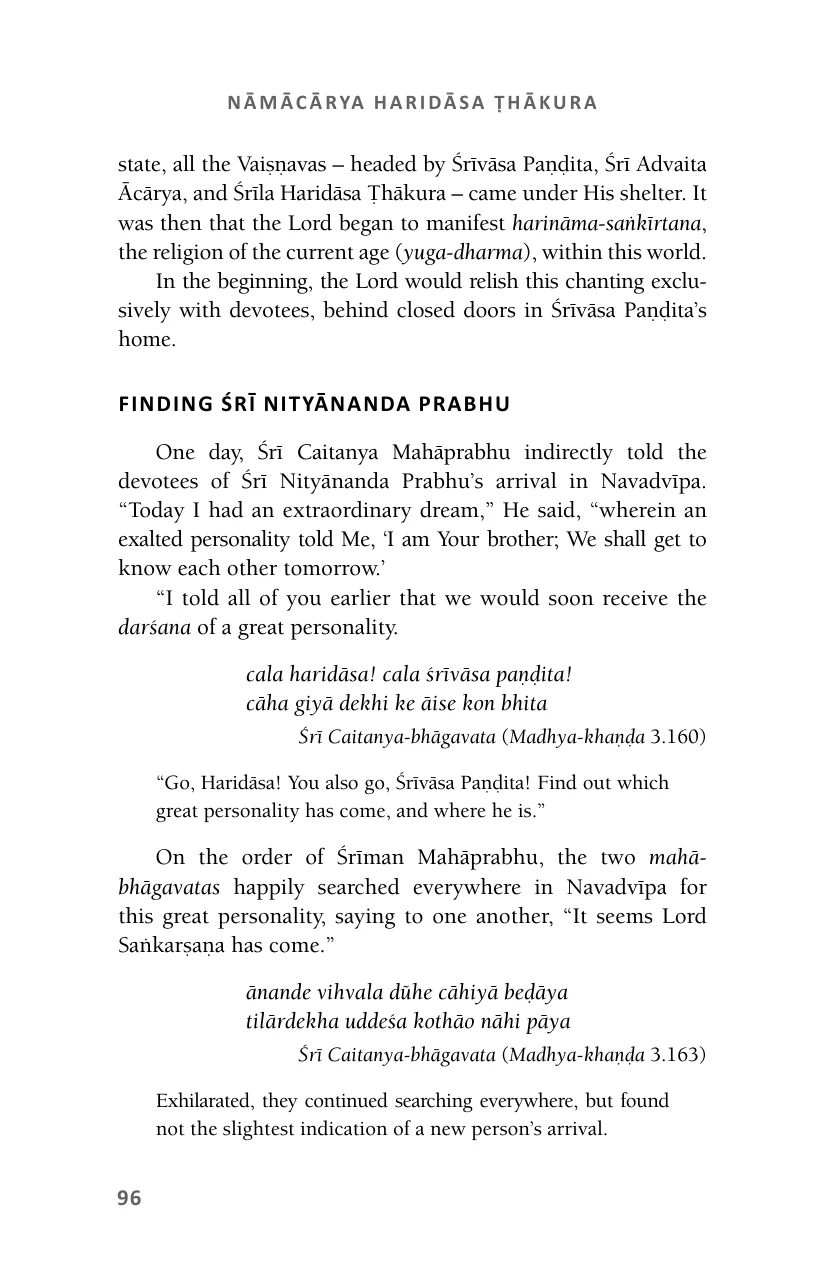 NĀMĀCĀRYA HARIDĀSA ṬHĀKURA
state, all the Vaiṣṇavas – headed by Śrīvāsa Paṇḍita, Śrī Advaita
Ācārya, and Śrīla Haridāsa Ṭhākura – came under His shelter. It
was then that the Lord began to manifest harināma-saṅkīrtana,
the religion of the current age (yuga-dharma), within this world.
In the beginning, the Lord would relish this chanting exclu-
sively with devotees, behind closed doors in Śrīvāsa Paṇḍita’s
home.
FINDING ŚRĪ NITYĀNANDA PRABHU
One day, Śrī Caitanya Mahāprabhu indirectly told the
devotees of Śrī Nityānanda Prabhu’s arrival in Navadvīpa.
“Today I had an extraordinary dream,” He said, “wherein an
exalted personality told Me, ‘I am Your brother; We shall get to
know each other tomorrow.’
“I told all of you earlier that we would soon receive the
darśana of a great personality.
cala haridāsa! cala śrīvāsa paṇḍita!
cāha giyā dekhi ke āise kon bhita
Śrī Caitanya-bhāgavata (Madhya-khaṇḍa 3.160)
“Go, Haridāsa! You also go, Śrīvāsa Paṇḍita! Find out which
great personality has come, and where he is.”
On the order of Śrīman Mahāprabhu, the two mahā-
bhāgavatas happily searched everywhere in Navadvīpa for
this great personality, saying to one another, “It seems Lord
Saṅkarṣaṇa has come.”
ānande vihvala dūhe cāhiyā beḍāya
tilārdekha uddeśa kothāo nāhi pāya
Śrī Caitanya-bhāgavata (Madhya-khaṇḍa 3.163)
Exhilarated, they continued searching everywhere, but found
not the slightest indication of a new person’s arrival.
96